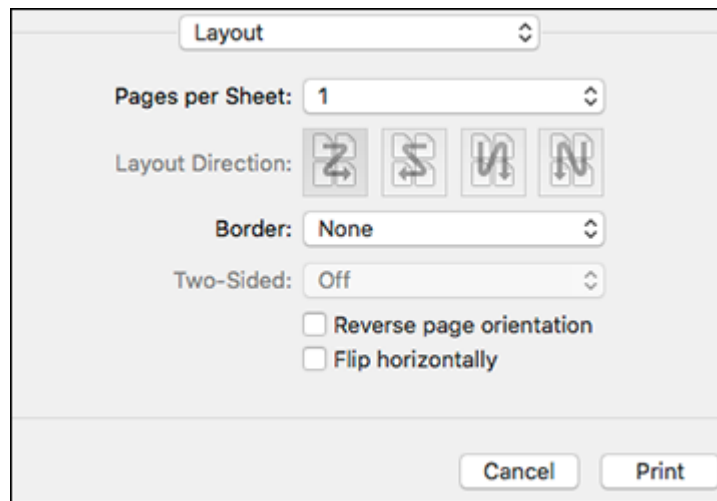 Layout
Pages per Sheet: 1
Layout Direction:
Border: None
Two-Sided: Off
Reverse page orientation
Flip horizontally
Cancel Print